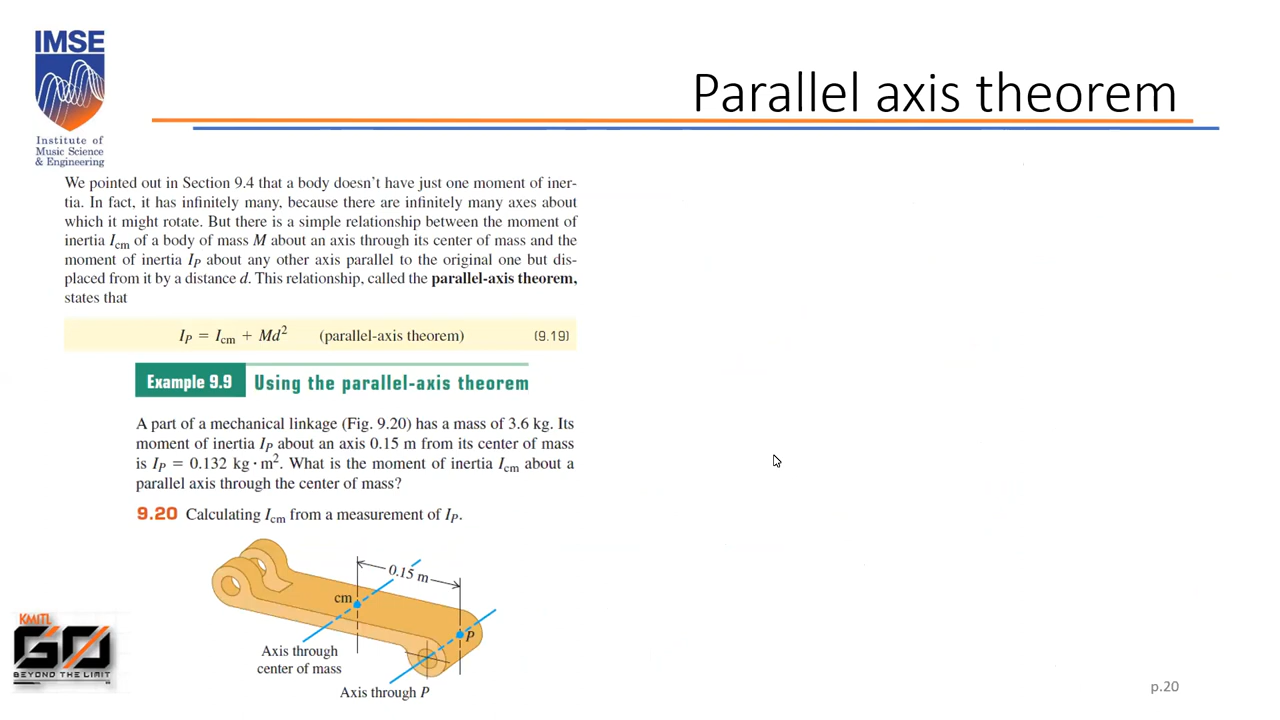 IMSE
Institute of
Music Science
& Engineering
Parallel axis theorem
We pointed out in Section 9.4 that a body doesn't have just one moment of iner-
tia. In fact, it has infinitely many, because there are infinitely many axes about
which it might rotate. But there is a simple relationship between the moment of
inertia I_cm of a body of mass M about an axis through its center of mass and the
moment of inertia I_P about any other axis parallel to the original one but dis-
placed from it by a distance d. This relationship, called the parallel-axis theorem,
states that
I_P = I_cm + Md² (parallel-axis theorem) (9.19)
Example 9.9 Using the parallel-axis theorem
A part of a mechanical linkage (Fig. 9.20) has a mass of 3.6 kg. Its
moment of inertia I_P about an axis 0.15 m from its center of mass
is I_P = 0.132 kg · m². What is the moment of inertia I_cm about a
parallel axis through the center of mass?
9.20 Calculating I_cm from a measurement of I_P.
0.15 m
cm
P
Axis through
center of mass
Axis through P
KMITL
GO
BEYOND THE LIMIT
p.20